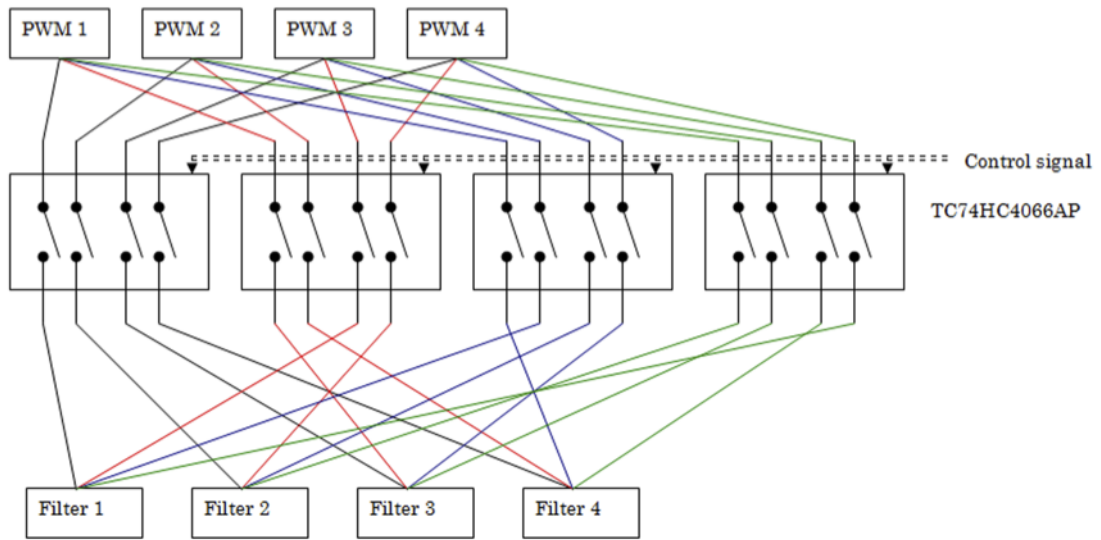 PWM 1
PWM 2
PWM 3
PWM 4
Control signal
TC74HC4066AP
Filter 1
Filter 2
Filter 3
Filter 4